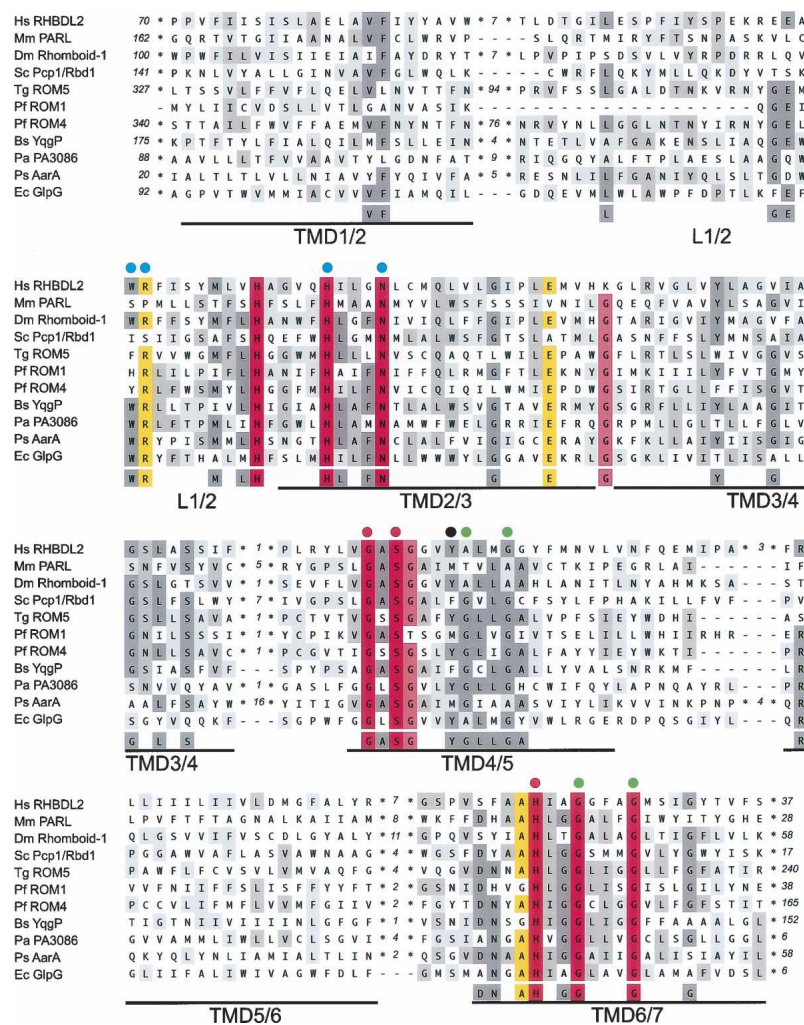 Hs RHBDL2 70 * P P V F I I S I S L A E L A V F I Y Y A V W * 7 * T L D T G I L E S P F I Y S P E K R E E A
Mm PARL 162 * G Q R T V T G I I A A N A L V F C L W R V P - - - S L Q R T M I R Y F T S N P A S K V L C
Dm Rhomboid-1 100 * W P W F I L V I S I I E I A I F A Y D R Y T * 7 * L P V P I P S D S V L V Y R P D R R L Q V
Sc Pcp1/Rbd1 141 * P K N L V Y A L L G I N V A V F G L W Q L K - - - - - C W R F L Q K Y M L L Q K D Y V T S K
Tg ROM5 327 * L T S S V L F F V F L Q E L V L N V T T F N * 94 * P R V F S S L G A L D T N K V R N Y G E M
Pf ROM1 - M Y L I I C V D S L L V T L G A N V A S I K - - - - - - - - - - - - - - - - - - - Q G E I
Pf ROM4 340 * S T T A I L F W V F F A E M V F N Y N T F N * 76 * N R V Y N L G G L N T N Y I R N Y G E L
Bs YqgP 175 * K P T F T Y L F I A L Q I L M F S L L E I N * 4 * N T E T L V A F G A K E N S L I A Q G E W
Pa PA3086 88 * A A V L L L T F V V A A V T Y L G D N F A T * 9 * R I Q G Q Y A L F T P L A E S L A A G Q W
Ps AarA 20 * I A L T L T L V L L N I A V Y F Y Q I V F A * 5 * R E S N L I L F G A N I Y Q L S L T G D W
Ec GlpG 92 * A G P V T W V M M I A C V V V F I A M Q I L - - - G D Q E V M L W L A W P F D P T L K F E F
V F L G E
TMD1/2 L1/2
Hs RHBDL2 W R F I S Y M L V H A G V Q H I L G N L C M Q L V L G I P L E M V H K G L R V G L V Y L A G V I A
Mm PARL S P M L L S T F S H F S L F H M A A N M Y V L W S F S S S I V N I L G Q E Q F V A V Y L S A G V I
Dm Rhomboid-1 W R F F S Y M F L H A N W F H L G F N I V I Q L F F G I P L E V M H G T A R I G V I Y M A G V F A
Sc Pcp1/Rbd1 I S I I G S A F S H Q E F W H L G M N M L A L W S F G T S L A T M L G A S N F F S L Y M N S A I A
Tg ROM5 F R V V W G M F L H G G W M H L L L N V S C Q A Q T L W I L E P A W G F L R T L S L W I V G G V S
Pf ROM1 H R L I L P I F L H A N I F H A I F N I F F Q L R M G F T L E K N Y G I M K I I I L Y F V T G M Y
Pf ROM4 Y R L F W S M Y L H G G F M H I L F N V I C Q I Q I L W M I E P D W G S I R T G L L F F I S G V T
Bs YqgP W R L L T P I V L H I G I A H L A F N T L A L W S V G T A V E R M Y G S G R F L L I Y L A A G I T
Pa PA3086 W R L F T P M L I H F G W L H L A M N A M W F W E L G R R I E F R Q G R P M L L G L T L V F A L V
Ps AarA W R Y P I S M M L H S N G T H L A F N C L A L F V I G I G C E R A Y G K F K L L A I Y I I S G I G
Ec GlpG W R Y F T H A L M H F S L M H I L F N L L W W W Y L G G A V E K R L G S G K L I V I T L I S A L L
W R M L H H L F N G E G Y G
L1/2 TMD2/3 TMD3/4
Hs RHBDL2 G S L A S S I F * 1 * P L R Y L V G A S G G V Y A L M G G Y F M N V L V N F Q E M I P A * 3 * F R
Mm PARL S N F V S Y V C * 5 * R Y G P S L G A S G A I M T V L A A V C T K I P E G R L A I - - - - I F
Dm Rhomboid-1 G S L G T S V V * 1 * S E V F L V G A S G G V Y A L L A A H L A N I T L N Y A H M K S A - - S T
Sc Pcp1/Rbd1 G S L F S L W Y * 7 * I V G P S L G A S G A L F G V L G C F S Y L F P H A K I L L F V F - - P V
Tg ROM5 G N L L S A V A * 1 * P C T V T V G S S G A F Y G L L G A L V P F S I E Y W D H I - - - - A S
Pf ROM1 G N I L S S S I * 1 * Y C P I K V G A S T S G M G L V G I V T S E L I L L W H I I R H R - E R
Pf ROM4 G N L L S A V C * 1 * P C G V T I G S S G S L Y G L I G A L F A Y Y I E Y W K T I - - - - P R
Bs YqgP G S I A S F V F - - - S P Y P S A G A S G A I F G C L G A L L Y V A L S N R K M F - - - - L R
Pa PA3086 S N V V Q Y A V * 1 * G A S L F G G L S G V L Y G L L G H C W I F Q Y L A P N Q A Y R L - - P R
Ps AarA A A L F S A Y W * 16 * Y I T I G V G A S G A I M G I A A A S V I Y L I K V V I N K P N P * 4 * Q R
Ec GlpG S G Y V Q Q K F - - - S G P W F G G L S G V V Y A L M G Y V W L R G E R D P Q S G I Y L - - Q R
G L S G A S G Y G L L G A R
TMD3/4 TMD4/5
Hs RHBDL2 L L I I I L I I V L D M G F A L Y R * 7 * G S P V S F A A H I A G G F A G M S I G Y T V F S * 37
Mm PARL L P V F T F T A G N A L K A I I A M * 8 * W K F F D H A A H L G G A L F G I W Y I T Y G H E * 28
Dm Rhomboid-1 Q L G S V V I F V S C D L G Y A L Y * 11 * G P Q V S Y I A H L T G A L A G L T I G F L V L K * 58
Sc Pcp1/Rbd1 P G G A W V A F L A S V A W N A A G * 4 * W G S F D Y A A H L G G S M M G V L Y G W Y I S K * 17
Tg ROM5 P A W F L F C V S V L V M V A Q F G * 4 * V Q G V D N N A H L G G L I G G L L F G F A T I R * 240
Pf ROM1 V V F N I I F F S L I S F F Y Y F T * 2 * G S N I D H V G H L G G L I S G I S L G I L Y N E * 38
Pf ROM4 P C C V L I F M F L V V M F G I I V * 2 * F G Y T D N Y A H I G G C L G G V L F G F S T I T * 165
Bs YqgP T I G T N I I V I I I I N L G F G F * 1 * V S N I D N S G H I G G L I G G F F A A A A L G L * 152
Pa PA3086 G V V A M M L I W L L V C L S G V I * 4 * F G S I A N G A H V G G L L V G C L S G L L G G L * 6
Ps AarA Q K Y Q L Y N L I A M I A L T L I N * 2 * Q S G V D N A A H I G G A I I G A L I S I A Y I L * 58
Ec GlpG G L I I F A L I W I V A G W F D L F - - - G M S M A N G A H I A G L A V G L A M A F V D S L * 6
D N A H G G G
TMD5/6 TMD6/7